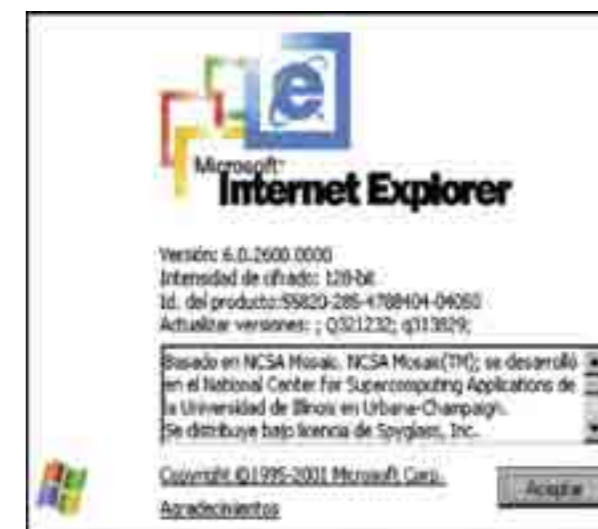 Microsoft
Internet Explorer
Versión: 6.0.2600.0000
Intensidad de cifrado: 128-bit
Id. del producto:55820-286-4788404-04060
Actualizar versiones: ; Q321232; q313829;
Basado en NCSA Mosaic. NCSA Mosaic(TM); se desarrolló
en el National Center for Supercomputing Applications de
la Universidad de Illinois en Urbana-Champaign.
Se distribuye bajo licencia de Spyglass, Inc.
Copyright ©1995-2001 Microsoft Corp.
Aceptar
Agradecimientos